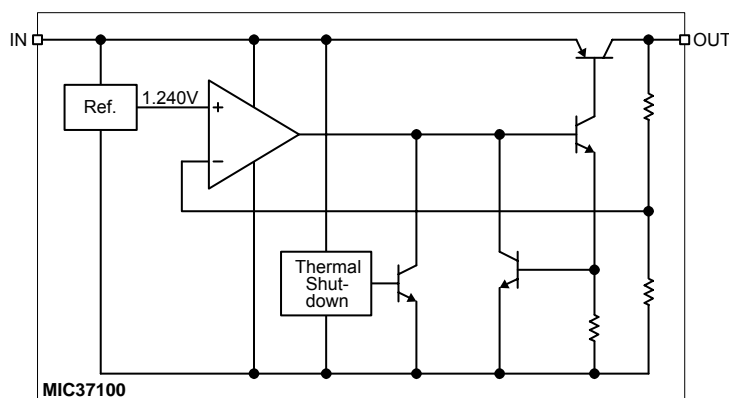 IN
OUT
Ref.
1.240V
+
–
Thermal
Shut-
down
MIC37100